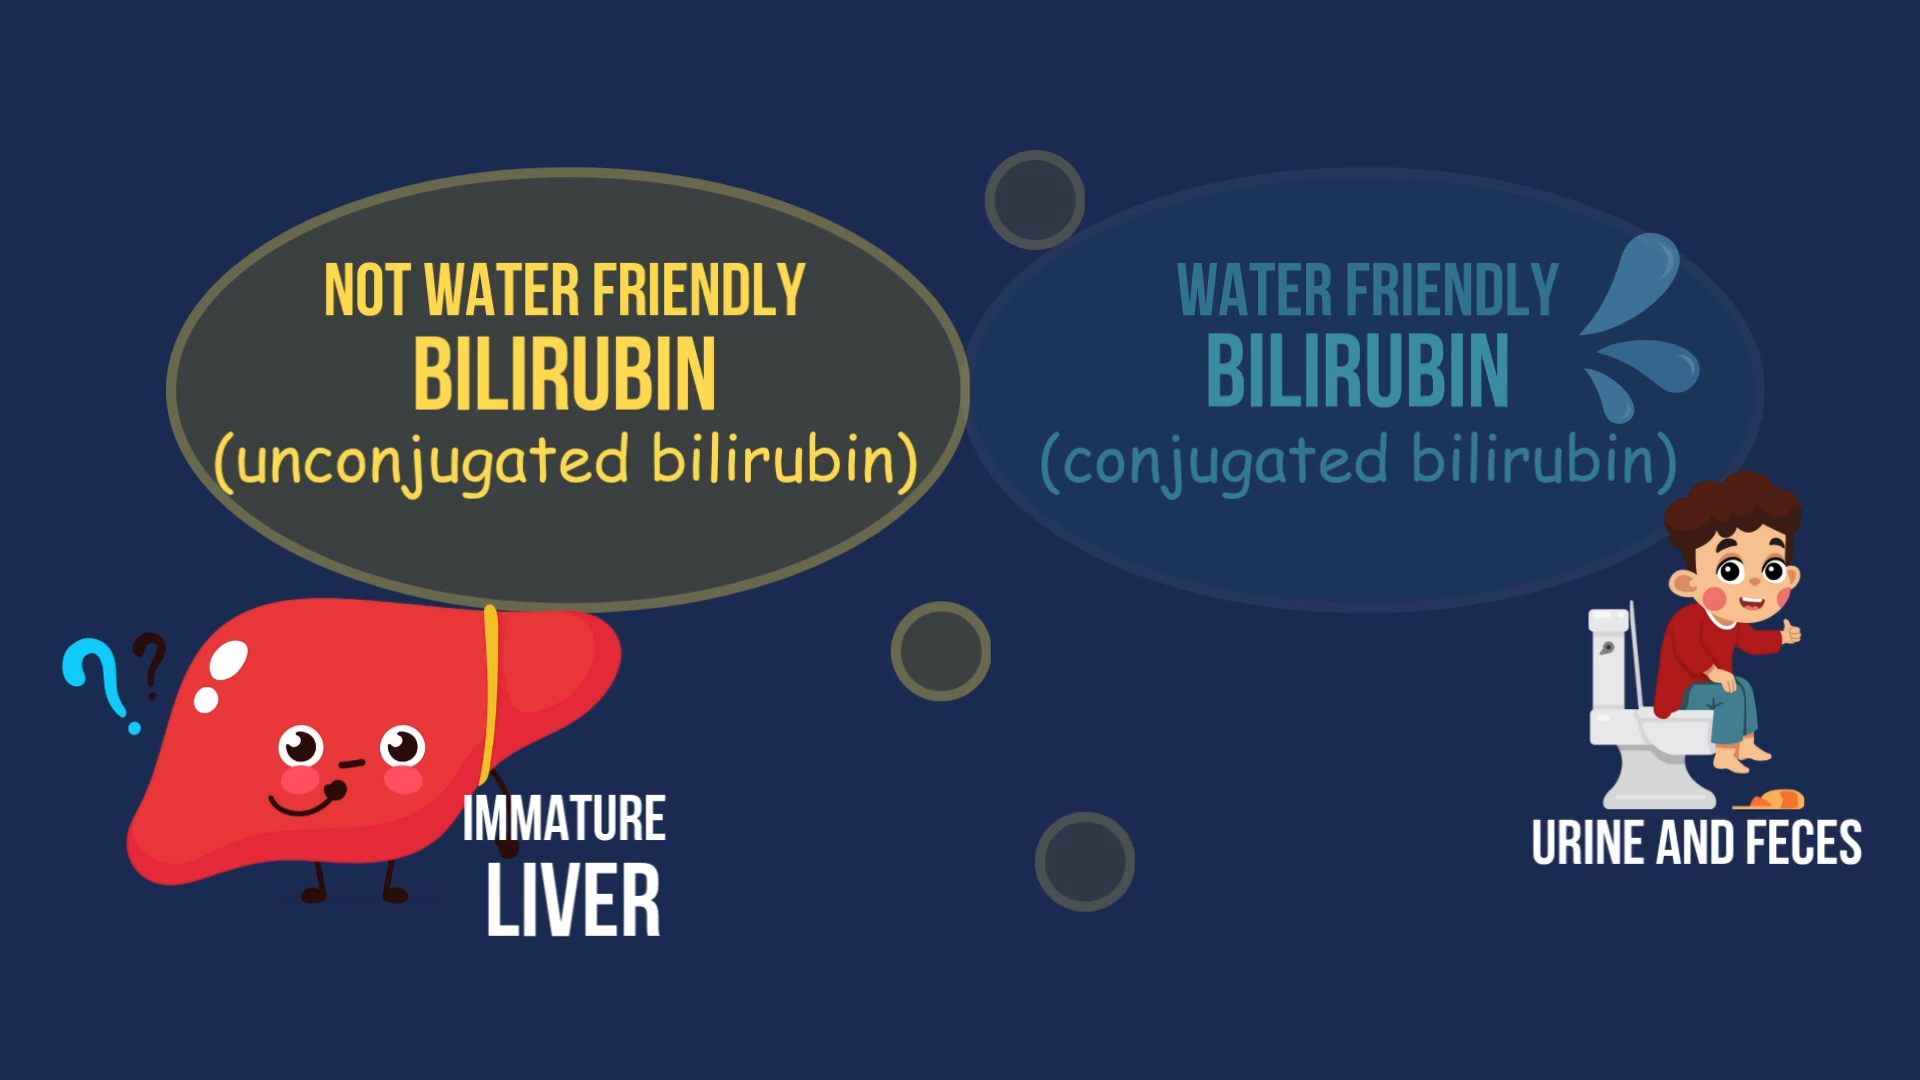 NOT WATER FRIENDLY
BILIRUBIN
(unconjugated bilirubin)
WATER FRIENDLY
BILIRUBIN
(conjugated bilirubin)
??
IMMATURE
LIVER
URINE AND FECES